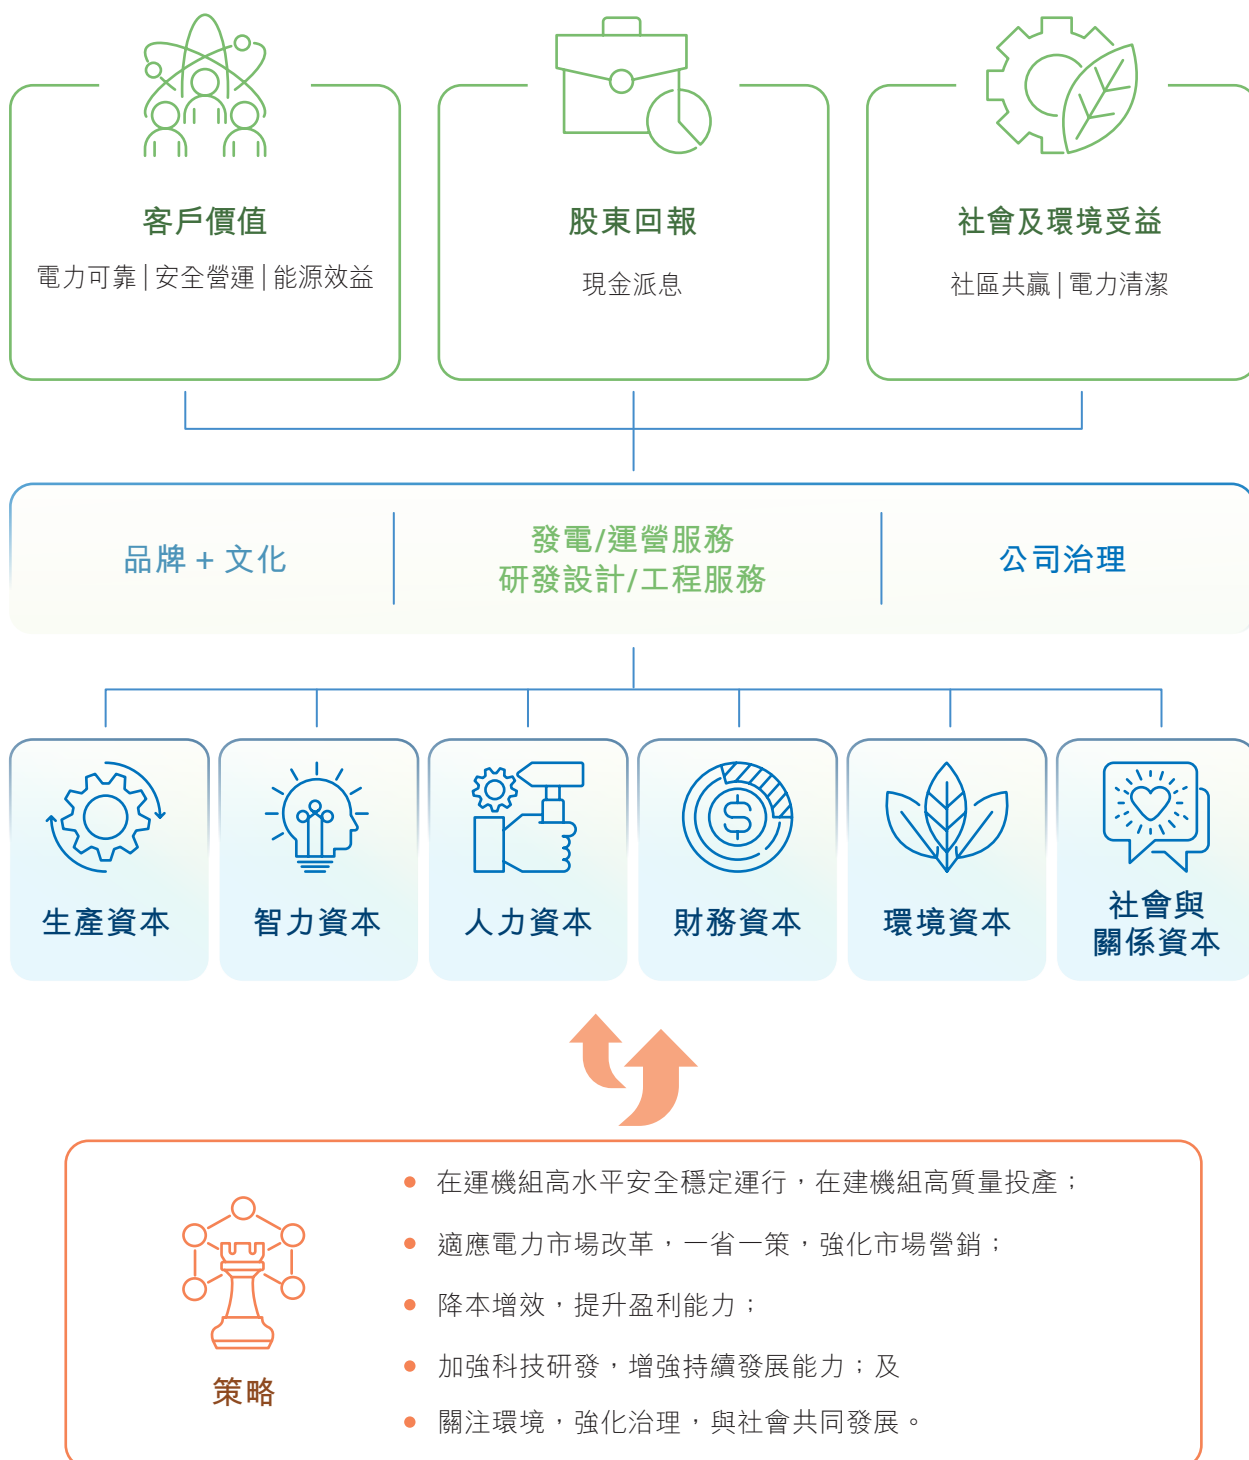 客戶價值
電力可靠|安全營運|能源效益
股東回報
現金派息
社會及環境受益
社區共贏|電力清潔
品牌 + 文化
發電/運營服務
研發設計/工程服務
公司治理
生產資本
智力資本
人力資本
財務資本
環境資本
社會與
關係資本
策略
• 在運機組高水平安全穩定運行，在建機組高質量投產；
• 適應電力市場改革，一省一策，強化市場營銷；
• 降本增效，提升盈利能力；
• 加強科技研發，增強持續發展能力；及
• 關注環境，強化治理，與社會共同發展。